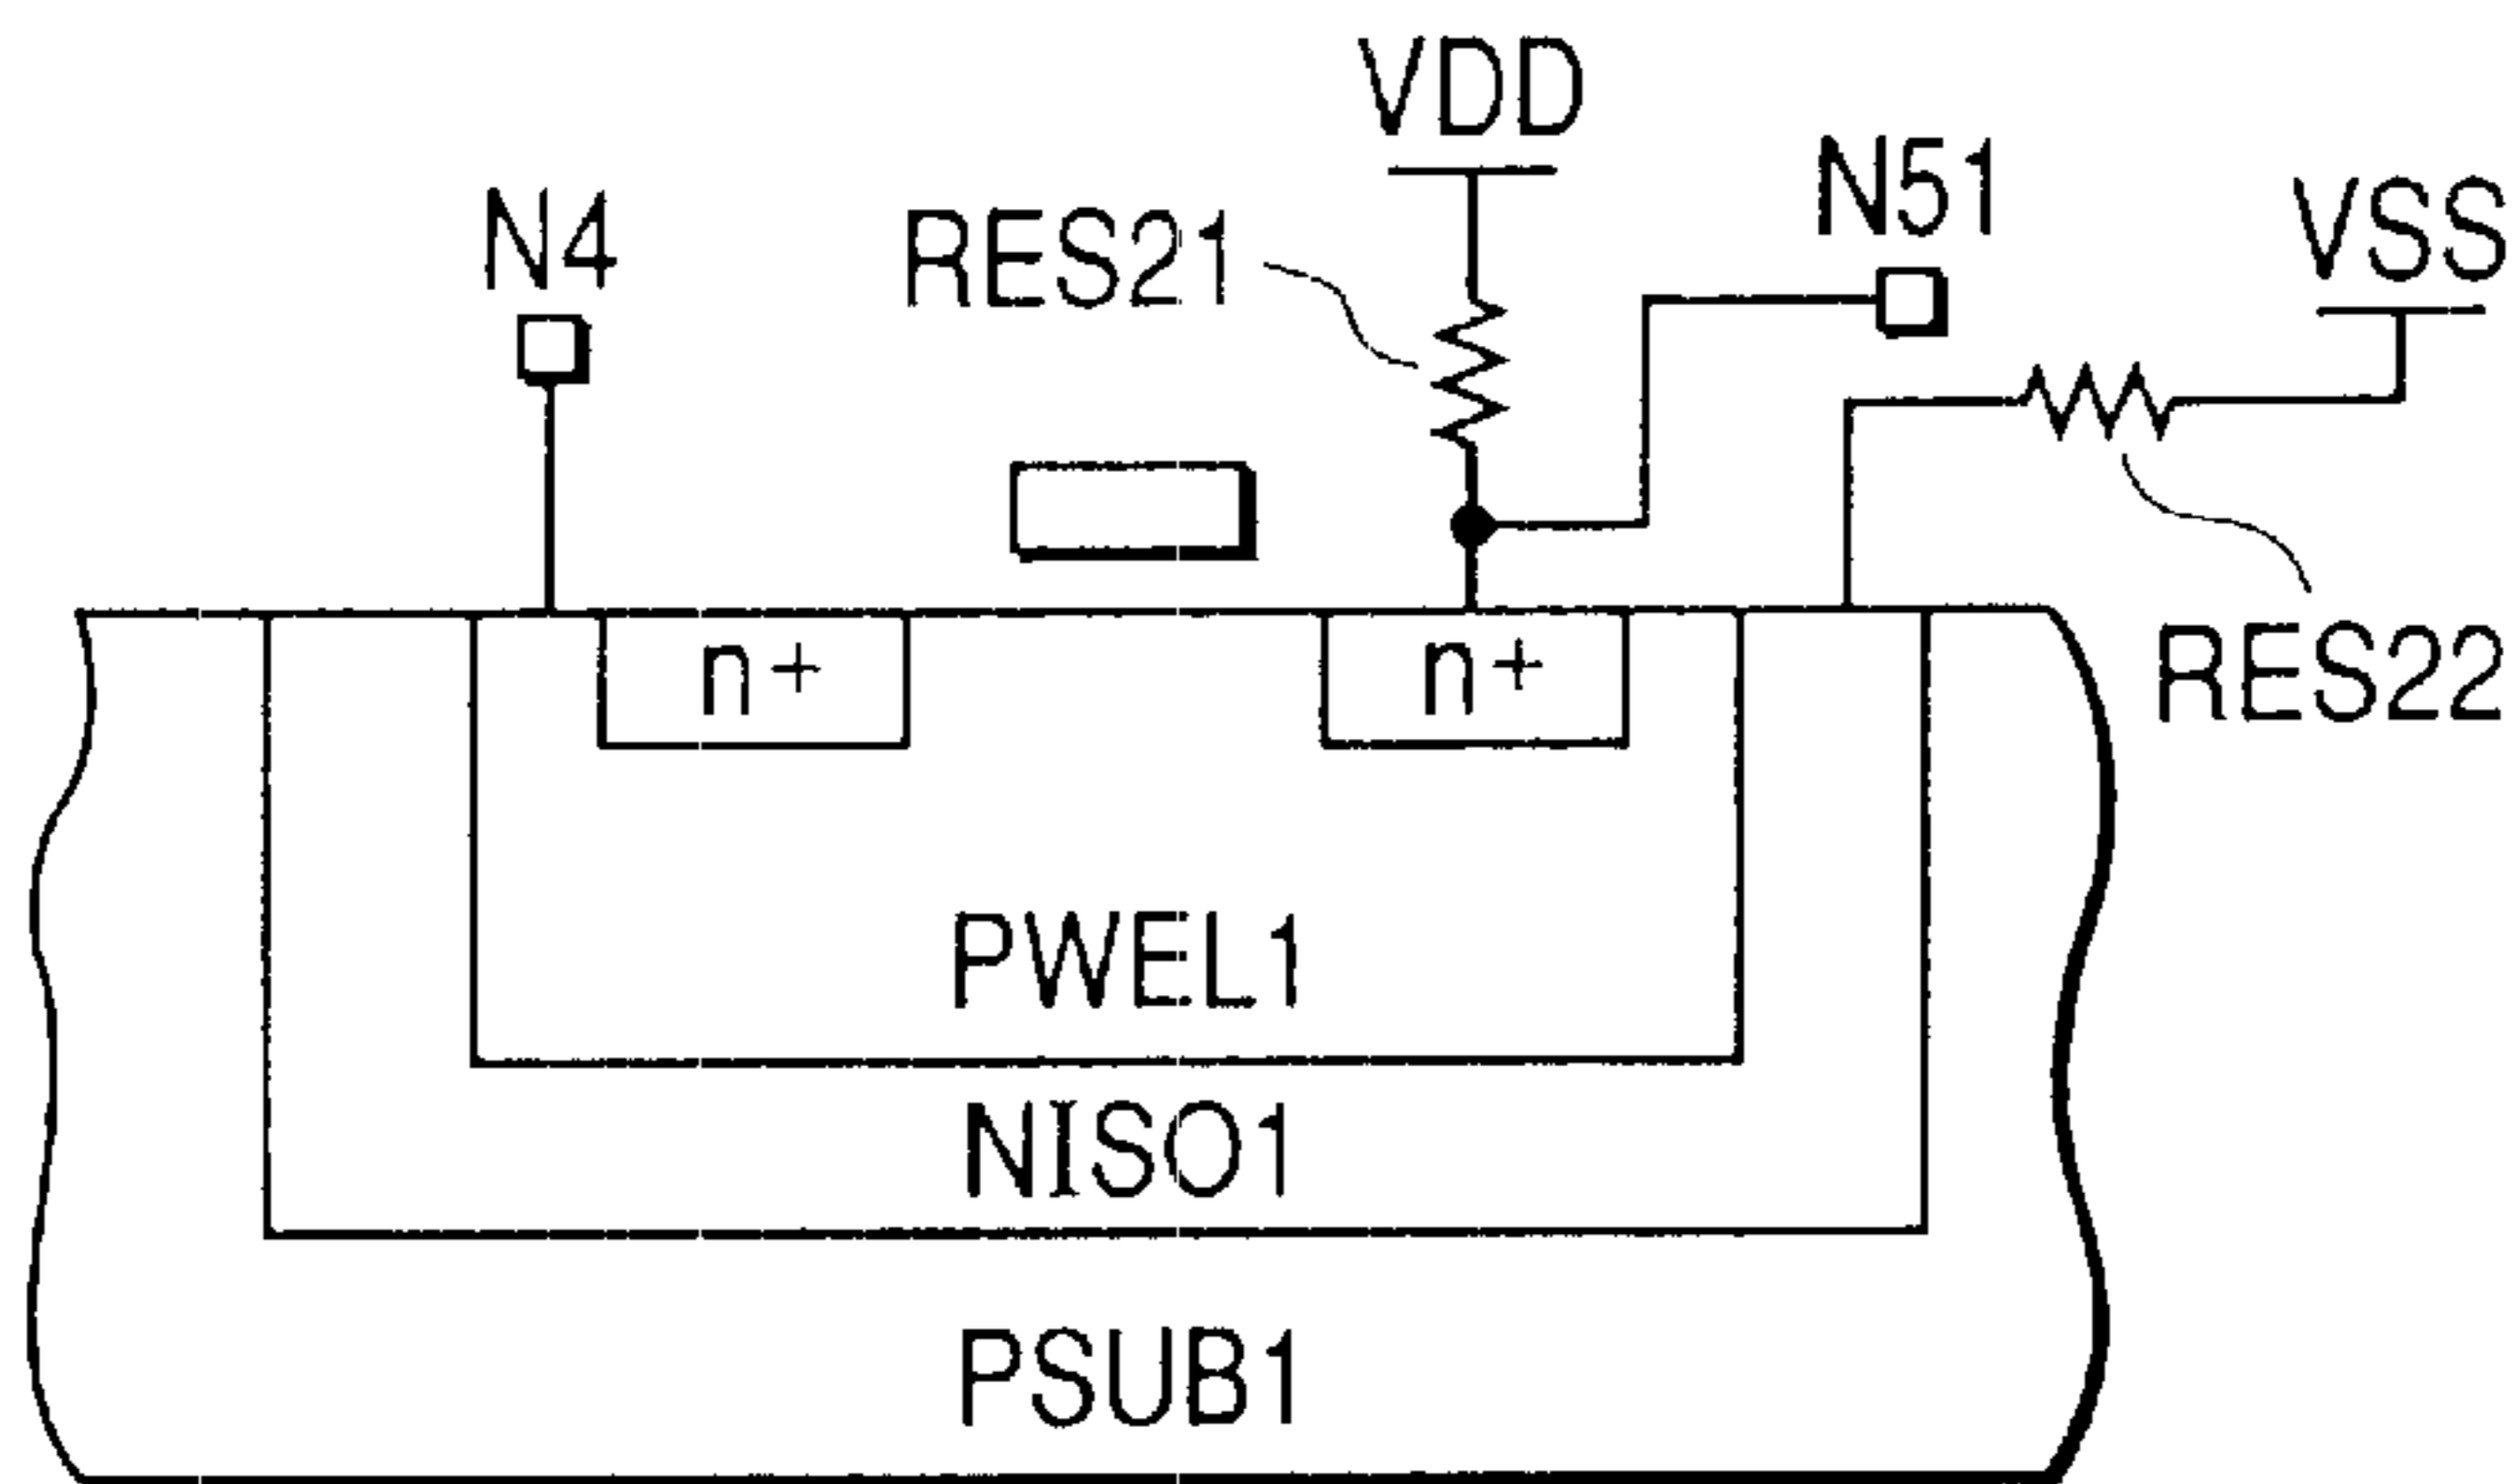 VDD
N51
VSS
N4
RES21
n+
n+
RES22
PWEL1
NISO1
PSUB1